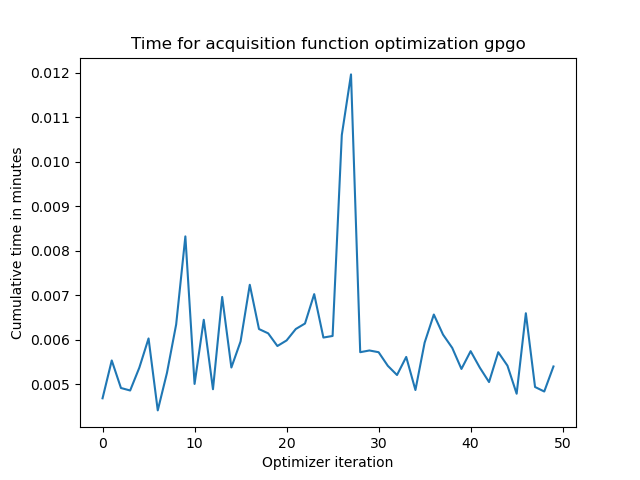 Time for acquisition function optimization gpgo
Cumulative time in minutes
0.012
0.011
0.010
0.009
0.008
0.007
0.006
0.005
0 10 20 30 40 50
Optimizer iteration